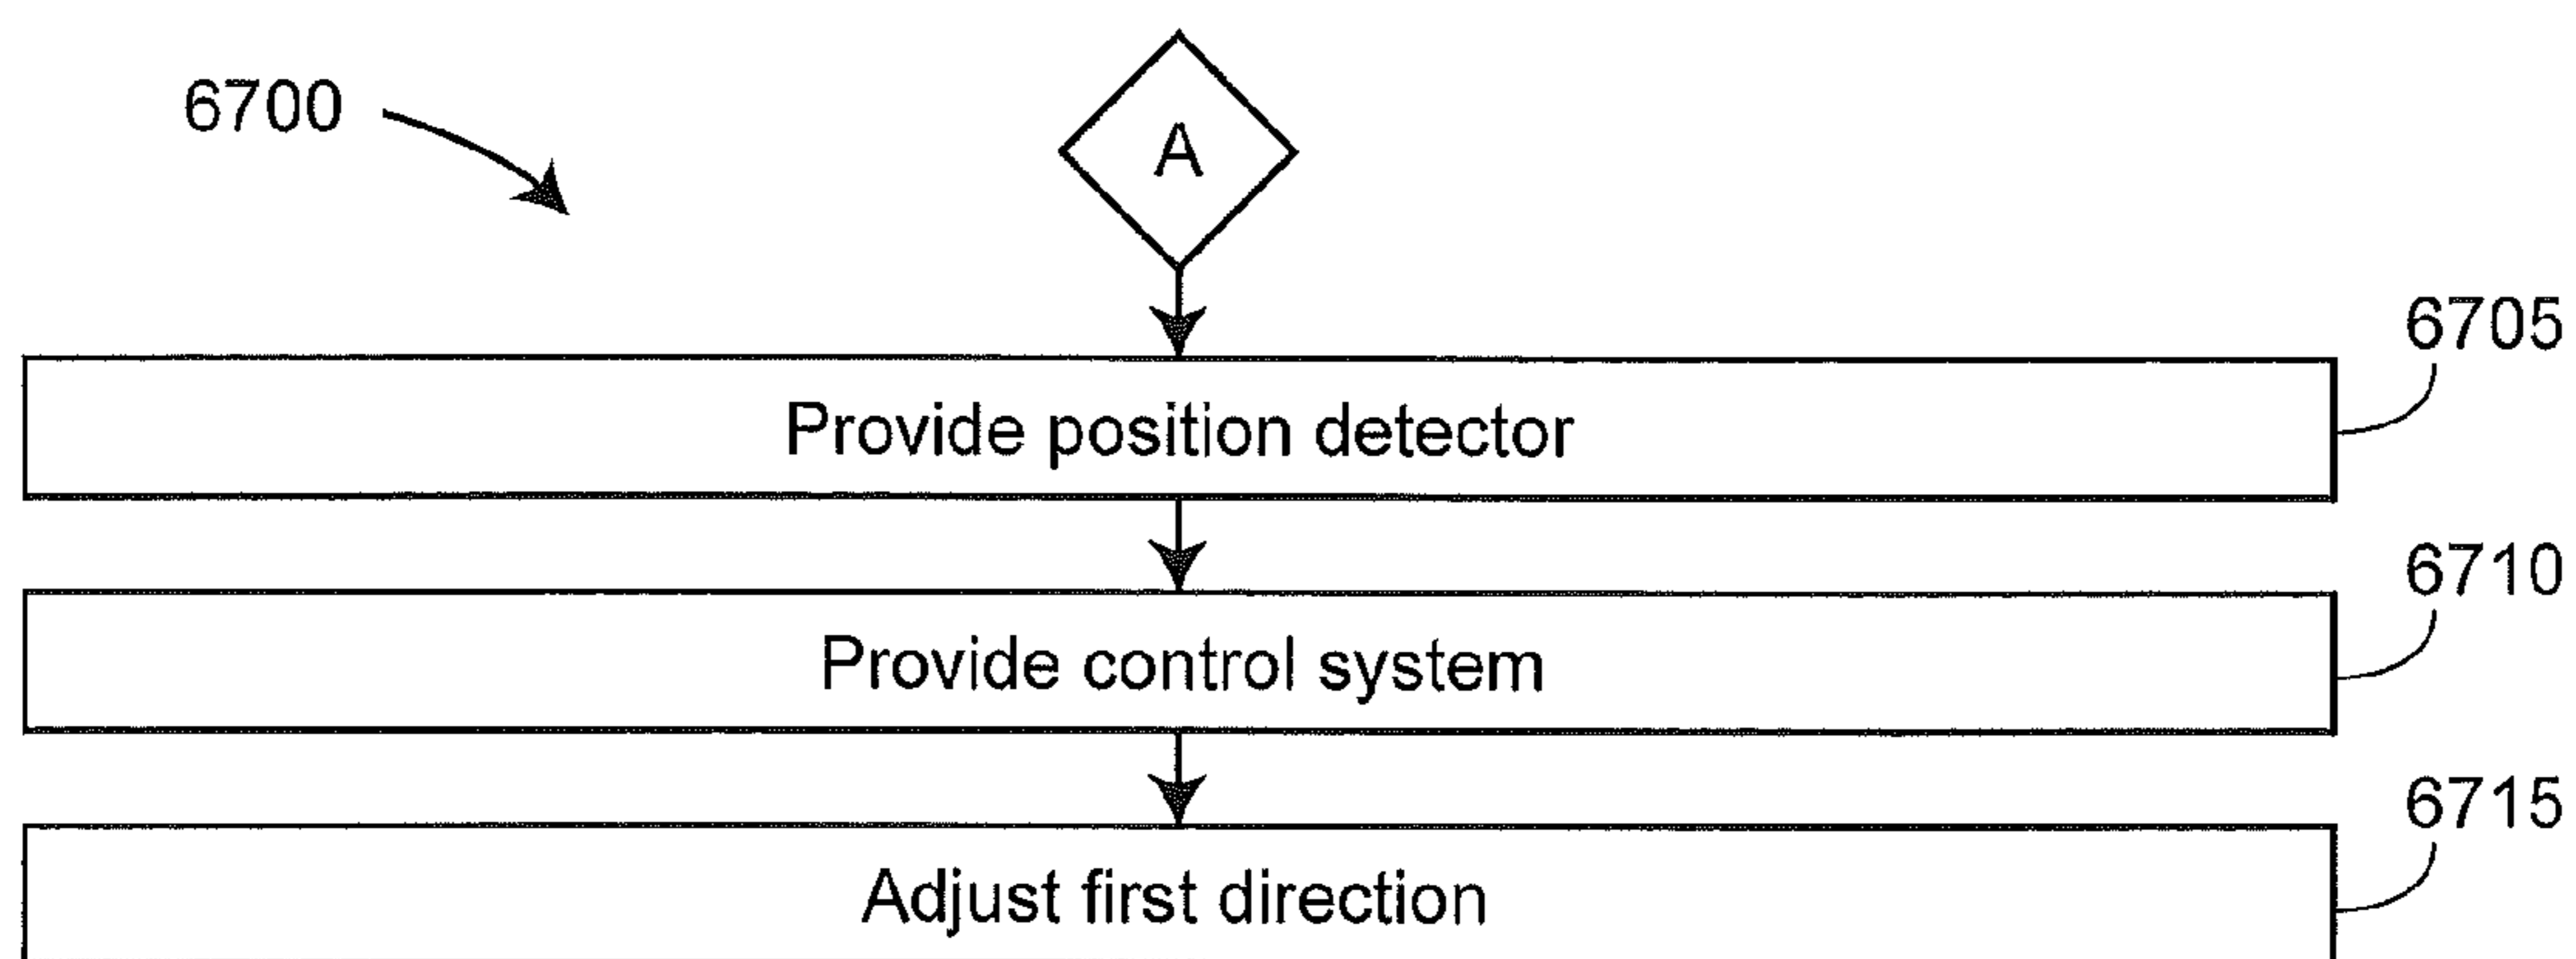 6700
A
6705
Provide position detector
6710
Provide control system
6715
Adjust first direction